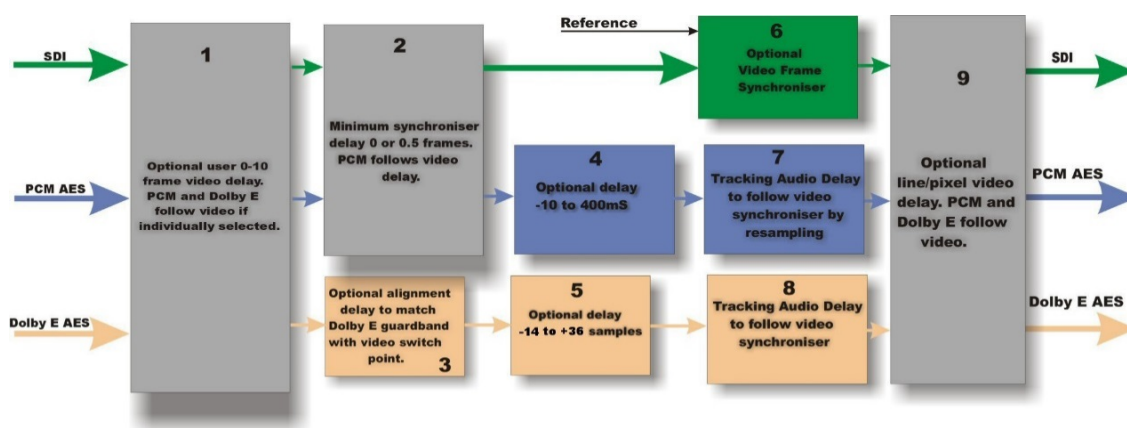 Reference
SDI
1
Optional user 0-10
frame video delay.
PCM and Dolby E
follow video if
individually selected.
2
Minimum synchroniser
delay 0 or 0.5 frames.
PCM follows video
delay.
6
Optional
Video Frame
Synchroniser
9
Optional
line/pixel video
delay. PCM and
Dolby E follow
video.
SDI
PCM AES
4
Optional delay
-10 to 400mS
7
Tracking Audio Delay
to follow video
synchroniser by
resampling
PCM AES
Dolby E AES
Optional alignment
delay to match
Dolby E guardband
with video switch
point.
3
5
Optional delay
-14 to +36 samples
8
Tracking Audio Delay
to follow video
synchroniser
Dolby E AES